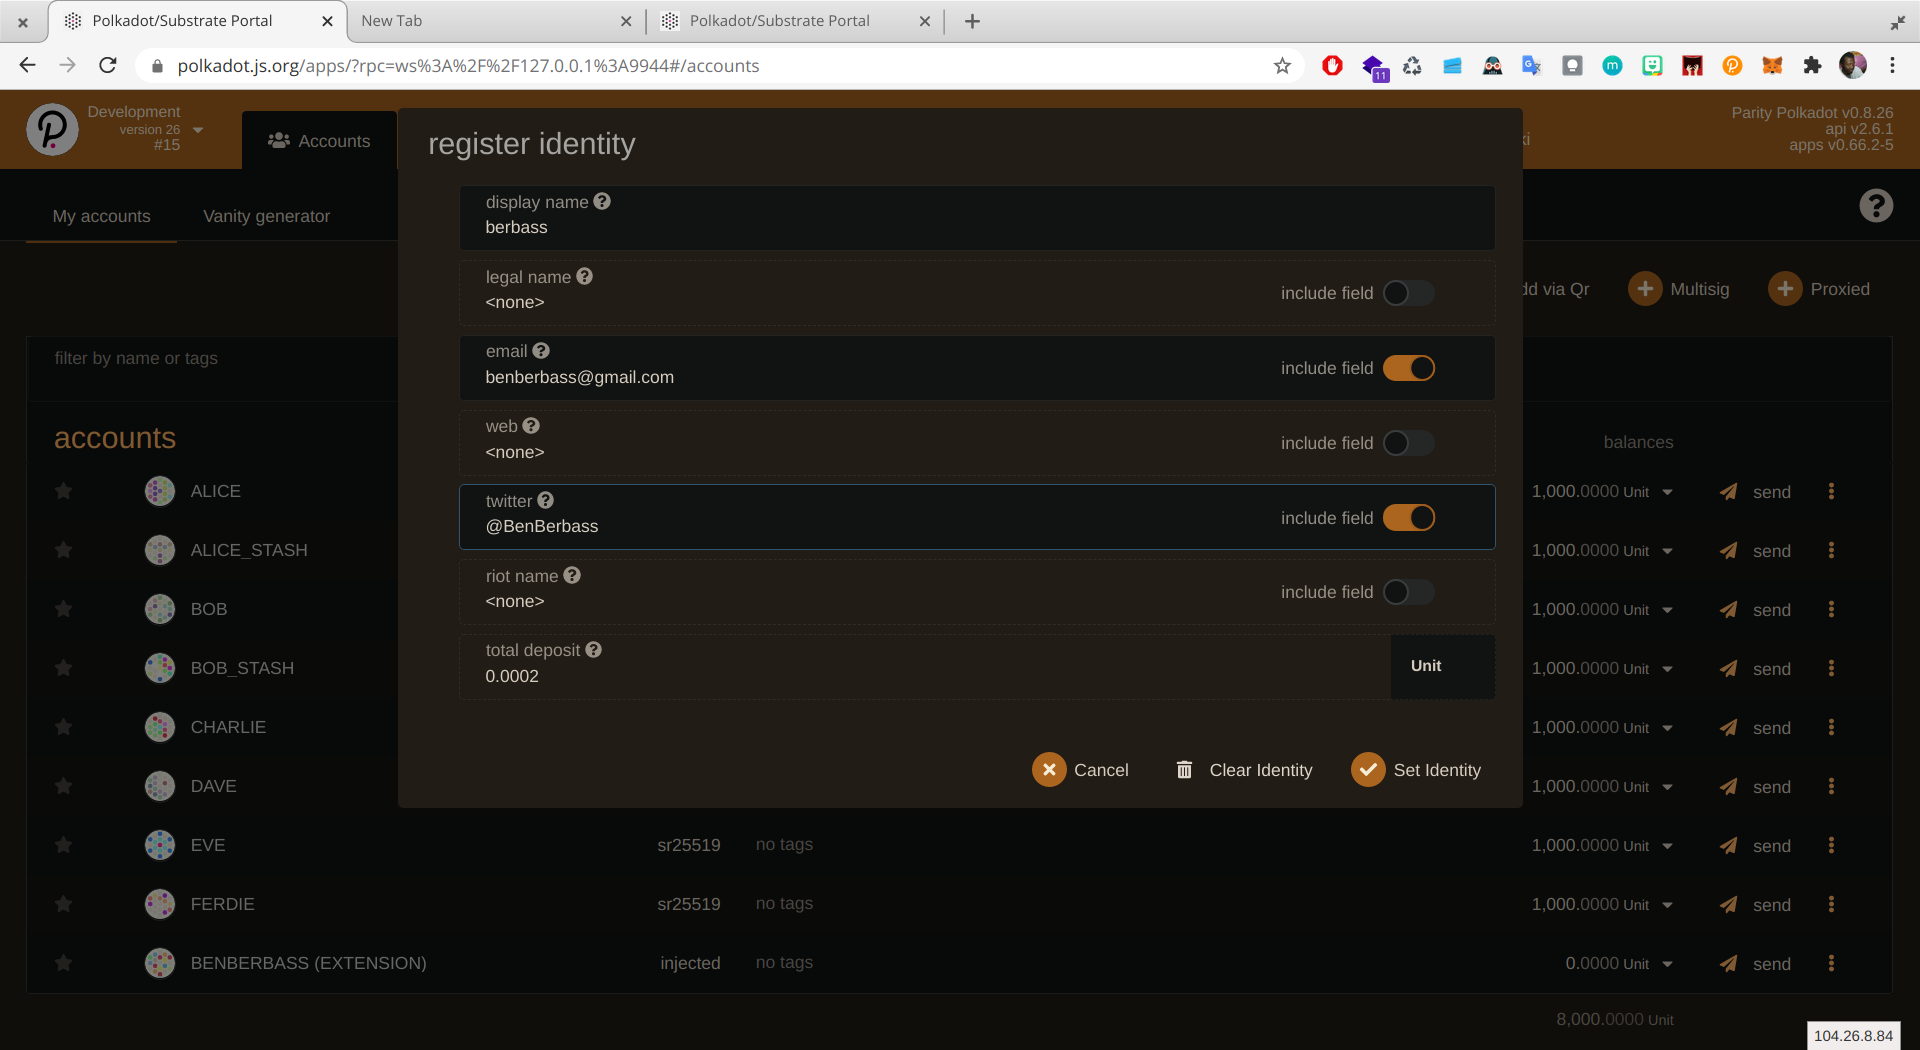 Polkadot/Substrate Portal
New Tab
Polkadot/Substrate Portal
polkadot.js.org/apps/?rpc=ws%3A%2F%2F127.0.0.1%3A9944#/accounts
11
Development
version 26
#15
Accounts
ki
Parity Polkadot v0.8.26
api v2.6.1
apps v0.66.2-5
My accounts
Vanity generator
register identity
display name
berbass
legal name
<none>
include field
email
benberbass@gmail.com
include field
web
<none>
include field
twitter
@BenBerbass
include field
riot name
<none>
include field
total deposit
0.0002
Unit
Cancel
Clear Identity
Set Identity
dd via Qr
Multisig
Proxied
filter by name or tags
accounts
balances
ALICE
1,000.0000 Unit
send
ALICE_STASH
1,000.0000 Unit
send
BOB
1,000.0000 Unit
send
BOB_STASH
1,000.0000 Unit
send
CHARLIE
1,000.0000 Unit
send
DAVE
1,000.0000 Unit
send
EVE
sr25519
no tags
1,000.0000 Unit
send
FERDIE
sr25519
no tags
1,000.0000 Unit
send
BENBERBASS (EXTENSION)
injected
no tags
0.0000 Unit
send
8,000.0000 Unit
104.26.8.84